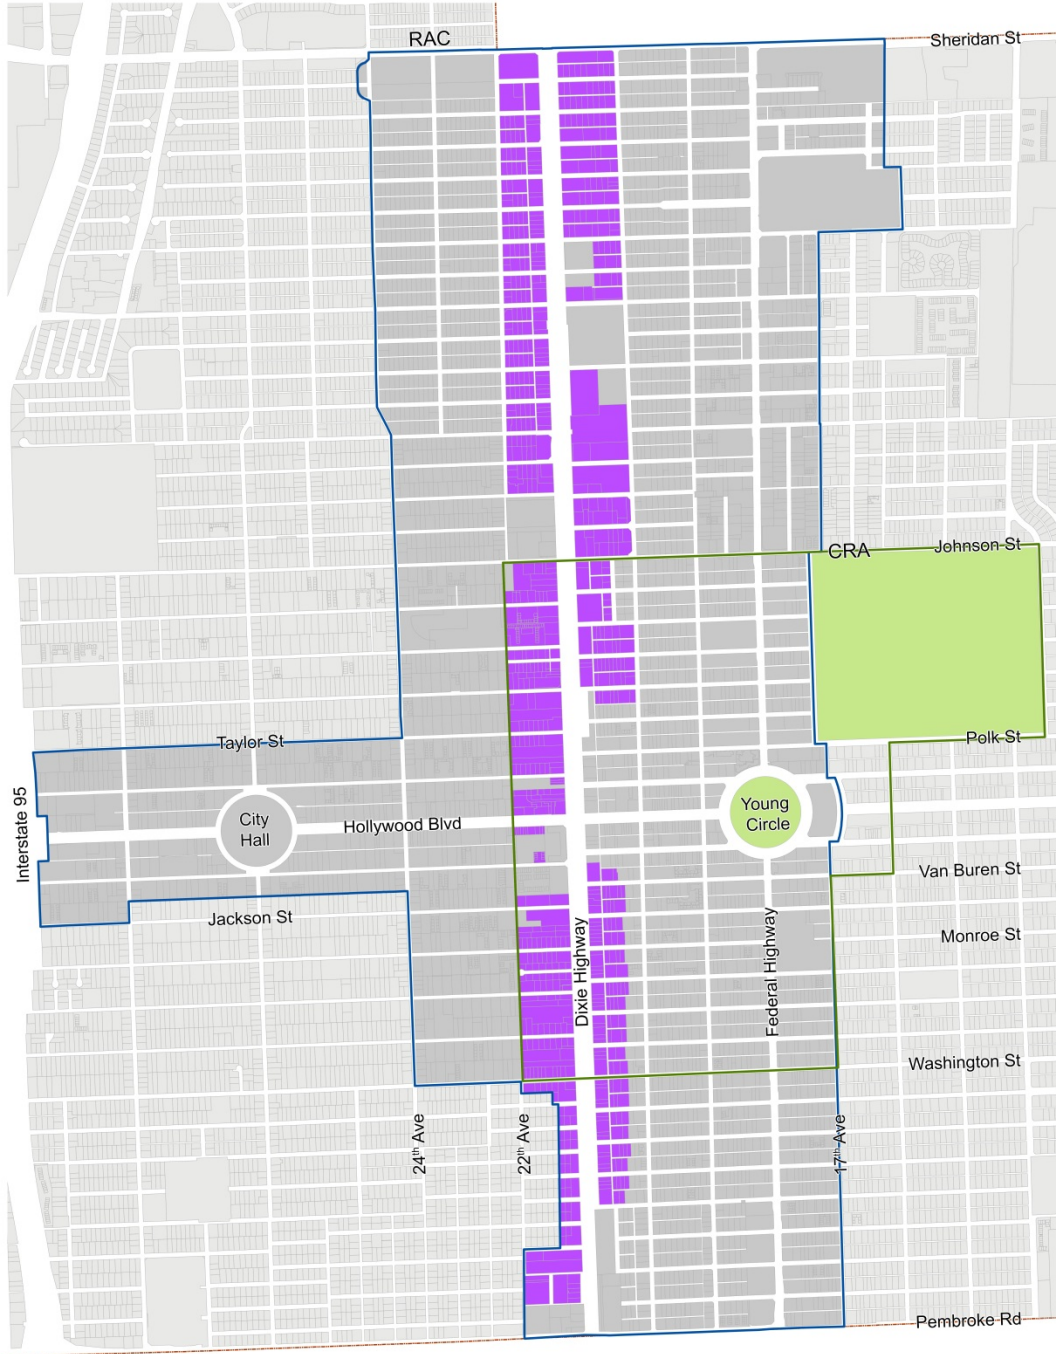 RAC
Sheridan St
CRA
Johnson St
Taylor St
Polk St
Interstate 95
City
Hall
Hollywood Blvd
Young
Circle
Van Buren St
Jackson St
Monroe St
Dixie Highway
Federal Highway
Washington St
24th Ave
22th Ave
17th Ave
Pembroke Rd